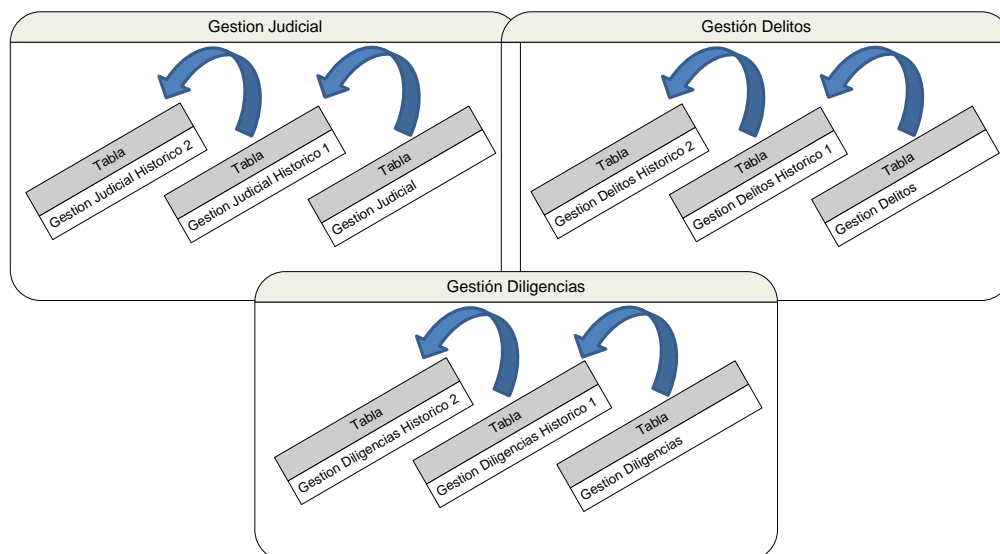 Gestion Judicial
Tabla
Gestion Judicial Historico 2
Tabla
Gestion Judicial Historico 1
Tabla
Gestion Judicial
Gestión Delitos
Tabla
Gestion Delitos Historico 2
Tabla
Gestion Delitos Historico 1
Tabla
Gestion Delitos
Gestión Diligencias
Tabla
Gestion Diligencias Historico 2
Tabla
Gestion Diligencias Historico 1
Tabla
Gestion Diligencias